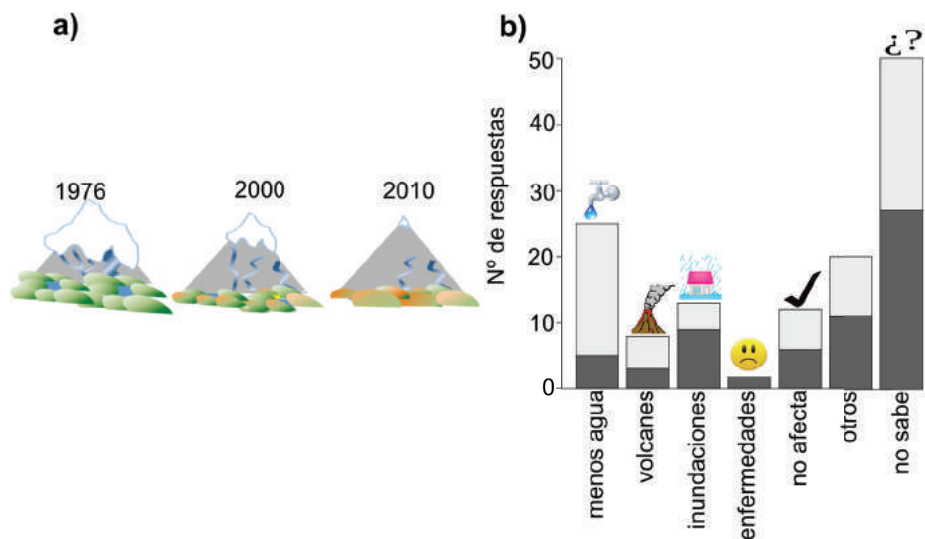 a)
1976
2000
2010
b)
Nº de respuestas
50
40
30
20
10
0
¿?
menos agua
volcanes
inundaciones
enfermedades
no afecta
otros
no sabe